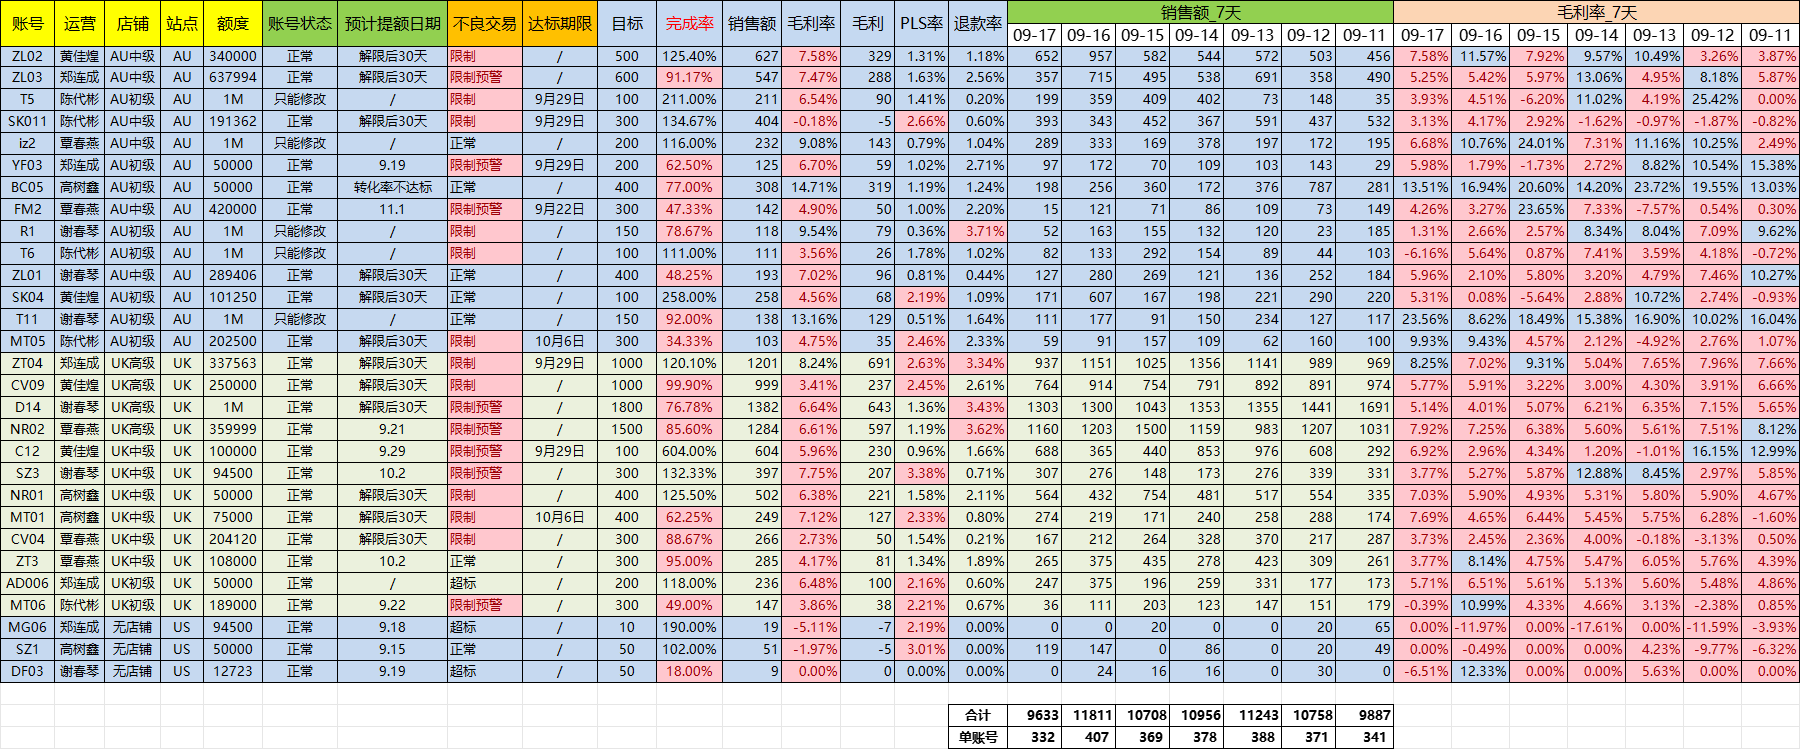 账号 运营 店铺 站点 额度 账号状态 预计提额日期 不良交易 达标期限 目标 完成率 销售额 毛利率 毛利 PLS率 退款率 销售额_7天 毛利率_7天
09-17 09-16 09-15 09-14 09-13 09-12 09-11 09-17 09-16 09-15 09-14 09-13 09-12 09-11
ZL02 黄佳煌 AU中级 AU 340000 正常 解限后30天 限制 / 500 125.40% 627 7.58% 329 1.31% 1.18% 652 957 582 544 572 503 456 7.58% 11.57% 7.92% 9.57% 10.49% 3.26% 3.87%
ZL03 郑连成 AU中级 AU 637994 正常 解限后30天 限制预警 / 600 91.17% 547 7.47% 288 1.63% 2.56% 357 715 495 538 691 358 490 5.25% 5.42% 5.97% 13.06% 4.95% 8.18% 5.87%
T5 陈代彬 AU初级 AU 1M 只能修改 / 限制 9月29日 100 211.00% 211 6.54% 90 1.41% 0.20% 199 359 409 402 73 148 35 3.93% 4.51% -6.20% 11.02% 4.19% 25.42% 0.00%
SK011 陈代彬 AU中级 AU 191362 正常 解限后30天 限制 9月29日 300 134.67% 404 -0.18% -5 2.66% 0.60% 393 343 452 367 591 437 532 3.13% 4.17% 2.92% -1.62% -0.97% -1.87% -0.82%
iz2 覃春燕 AU中级 AU 1M 只能修改 / 正常 / 200 116.00% 232 9.08% 143 0.79% 1.04% 289 333 169 378 197 172 195 6.68% 10.76% 24.01% 7.31% 11.16% 10.25% 2.49%
YF03 郑连成 AU初级 AU 50000 正常 9.19 限制预警 9月29日 200 62.50% 125 6.70% 59 1.02% 2.71% 97 172 70 109 103 143 29 5.98% 1.79% -1.73% 2.72% 8.82% 10.54% 15.38%
BC05 高树鑫 AU初级 AU 50000 正常 转化率不达标 正常 / 400 77.00% 308 14.71% 319 1.19% 1.24% 198 256 360 172 376 787 281 13.51% 16.94% 20.60% 14.20% 23.72% 19.55% 13.03%
FM2 覃春燕 AU中级 AU 420000 正常 11.1 限制预警 9月22日 300 47.33% 142 4.90% 50 1.00% 2.20% 15 121 71 86 109 73 149 4.26% 3.27% 23.65% 7.33% -7.57% 0.54% 0.30%
R1 谢春琴 AU初级 AU 1M 只能修改 / 限制 / 150 78.67% 118 9.54% 79 0.36% 3.71% 52 163 155 132 120 23 185 1.31% 2.66% 2.57% 8.34% 8.04% 7.09% 9.62%
T6 陈代彬 AU初级 AU 1M 只能修改 / 限制 / 100 111.00% 111 3.56% 26 1.78% 1.02% 82 133 292 154 89 44 103 -6.16% 5.64% 0.87% 7.41% 3.59% 4.18% -0.72%
ZL01 谢春琴 AU中级 AU 289406 正常 解限后30天 正常 / 400 48.25% 193 7.02% 96 0.81% 0.44% 127 280 269 121 136 252 184 5.96% 2.10% 5.80% 3.20% 4.79% 7.46% 10.27%
SK04 黄佳煌 AU初级 AU 101250 正常 解限后30天 正常 / 100 258.00% 258 4.56% 68 2.19% 1.09% 171 607 167 198 221 290 220 5.31% 0.08% -5.64% 2.88% 10.72% 2.74% -0.93%
T11 谢春琴 AU初级 AU 1M 只能修改 / 正常 / 150 92.00% 138 13.16% 129 0.51% 1.64% 111 177 91 150 234 127 117 23.56% 8.62% 18.49% 15.38% 16.90% 10.02% 16.04%
MT05 陈代彬 AU初级 AU 202500 正常 解限后30天 限制 10月6日 300 34.33% 103 4.75% 35 2.46% 2.33% 59 151 157 109 62 160 100 9.93% 9.43% 4.57% 2.12% -4.92% 2.76% 1.07%
ZT04 郑连成 UK高级 UK 337563 正常 解限后30天 限制 9月29日 1000 120.10% 1201 8.24% 691 2.63% 3.34% 937 1151 1025 1356 1141 989 969 8.25% 7.02% 9.31% 5.04% 7.65% 7.96% 7.66%
CV09 黄佳煌 UK高级 UK 250000 正常 解限后30天 限制 / 1000 99.90% 999 3.41% 237 2.45% 2.61% 764 914 754 791 892 891 974 5.77% 5.91% 3.22% 3.00% 4.30% 3.91% 6.66%
D14 谢春琴 UK高级 UK 1M 正常 解限后30天 限制预警 / 1800 76.78% 1382 6.64% 643 1.36% 3.43% 1303 1300 1043 1353 1355 1441 1691 5.14% 4.01% 5.07% 6.21% 6.35% 7.15% 5.65%
NR02 覃春燕 UK高级 UK 359999 正常 9.21 限制预警 / 1500 85.60% 1284 6.61% 597 1.19% 3.62% 1160 1203 1500 1159 983 1207 1031 7.92% 7.25% 6.38% 5.60% 5.61% 7.51% 8.12%
C12 黄佳煌 UK中级 UK 100000 正常 9.29 限制预警 9月29日 100 604.00% 604 5.96% 230 0.96% 1.66% 688 365 440 853 976 608 292 6.92% 2.96% 4.34% 1.20% -1.01% 16.15% 12.99%
SZ3 谢春琴 UK中级 UK 94500 正常 10.2 限制预警 / 300 132.33% 397 7.75% 207 3.38% 0.71% 307 276 148 173 276 339 331 3.77% 5.27% 5.87% 12.88% 8.45% 2.97% 5.85%
NR01 高树鑫 UK中级 UK 50000 正常 解限后30天 限制 / 400 125.50% 502 6.38% 221 1.58% 2.11% 564 432 754 481 517 554 335 7.03% 5.90% 4.93% 5.31% 5.80% 5.90% 4.67%
MT01 高树鑫 UK中级 UK 75000 正常 解限后30天 限制 10月6日 400 62.25% 249 7.12% 127 2.33% 0.80% 274 219 171 240 258 288 174 7.69% 4.65% 6.44% 5.45% 5.75% 6.28% -1.60%
CV04 覃春燕 UK中级 UK 204120 正常 解限后30天 限制 / 300 88.67% 266 2.73% 50 1.54% 0.21% 167 212 264 328 370 217 287 3.73% 2.45% 2.36% 4.00% -0.18% -3.13% 0.50%
ZT3 覃春燕 UK中级 UK 108000 正常 10.2 正常 / 300 95.00% 285 4.17% 81 1.34% 1.89% 265 375 435 278 423 309 261 3.77% 8.14% 4.75% 5.47% 6.05% 5.76% 4.39%
AD006 郑连成 UK初级 UK 50000 正常 / 超标 / 200 118.00% 236 6.48% 100 2.16% 0.60% 247 375 196 259 331 177 173 5.71% 6.51% 5.61% 5.13% 5.60% 5.48% 4.86%
MT06 陈代彬 UK初级 UK 189000 正常 9.22 限制预警 / 300 49.00% 147 3.86% 38 2.21% 0.67% 36 111 203 123 147 151 179 -0.39% 10.99% 4.33% 4.66% 3.13% -2.38% 0.85%
MG06 郑连成 无店铺 US 94500 正常 9.18 超标 / 10 190.00% 19 -5.11% -7 2.19% 0.00% 0 0 20 0 0 20 65 0.00% -11.97% 0.00% -17.61% 0.00% -11.59% -3.93%
SZ1 高树鑫 无店铺 US 50000 正常 9.15 正常 / 50 102.00% 51 -1.97% -5 3.01% 0.00% 119 147 0 86 0 20 49 0.00% -0.49% 0.00% 0.00% 4.23% -9.77% -6.32%
DF03 谢春琴 无店铺 US 12723 正常 9.19 超标 / 50 18.00% 9 0.00% 0 0.00% 0.00% 0 24 16 16 0 30 0 -6.51% 12.33% 0.00% 0.00% 5.63% 0.00% 0.00%
合计 9633 11811 10708 10956 11243 10758 9887
单账号 332 407 369 378 388 371 341